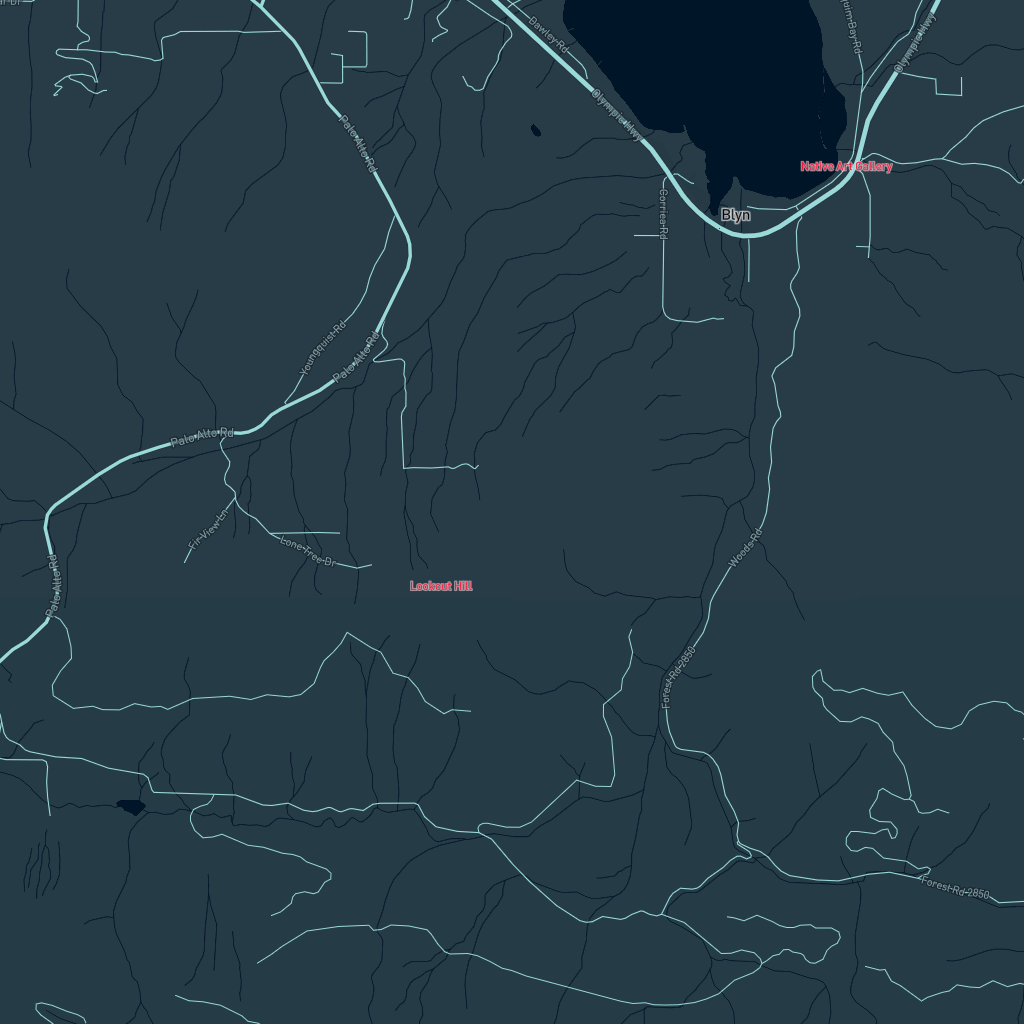 Dawley Rd
Olympic Hwy
Olympic Hwy
Palo Alto Rd
Native Art Gallery
Corriea Rd
Blyn
Youngquist Rd
Palo Alto Rd
Palo Alto Rd
Fir View Ln
Lone Tree Dr
Woods Rd
Palo Alto Rd
Lookout Hill
Forest Rd 2850
Forest Rd 2850